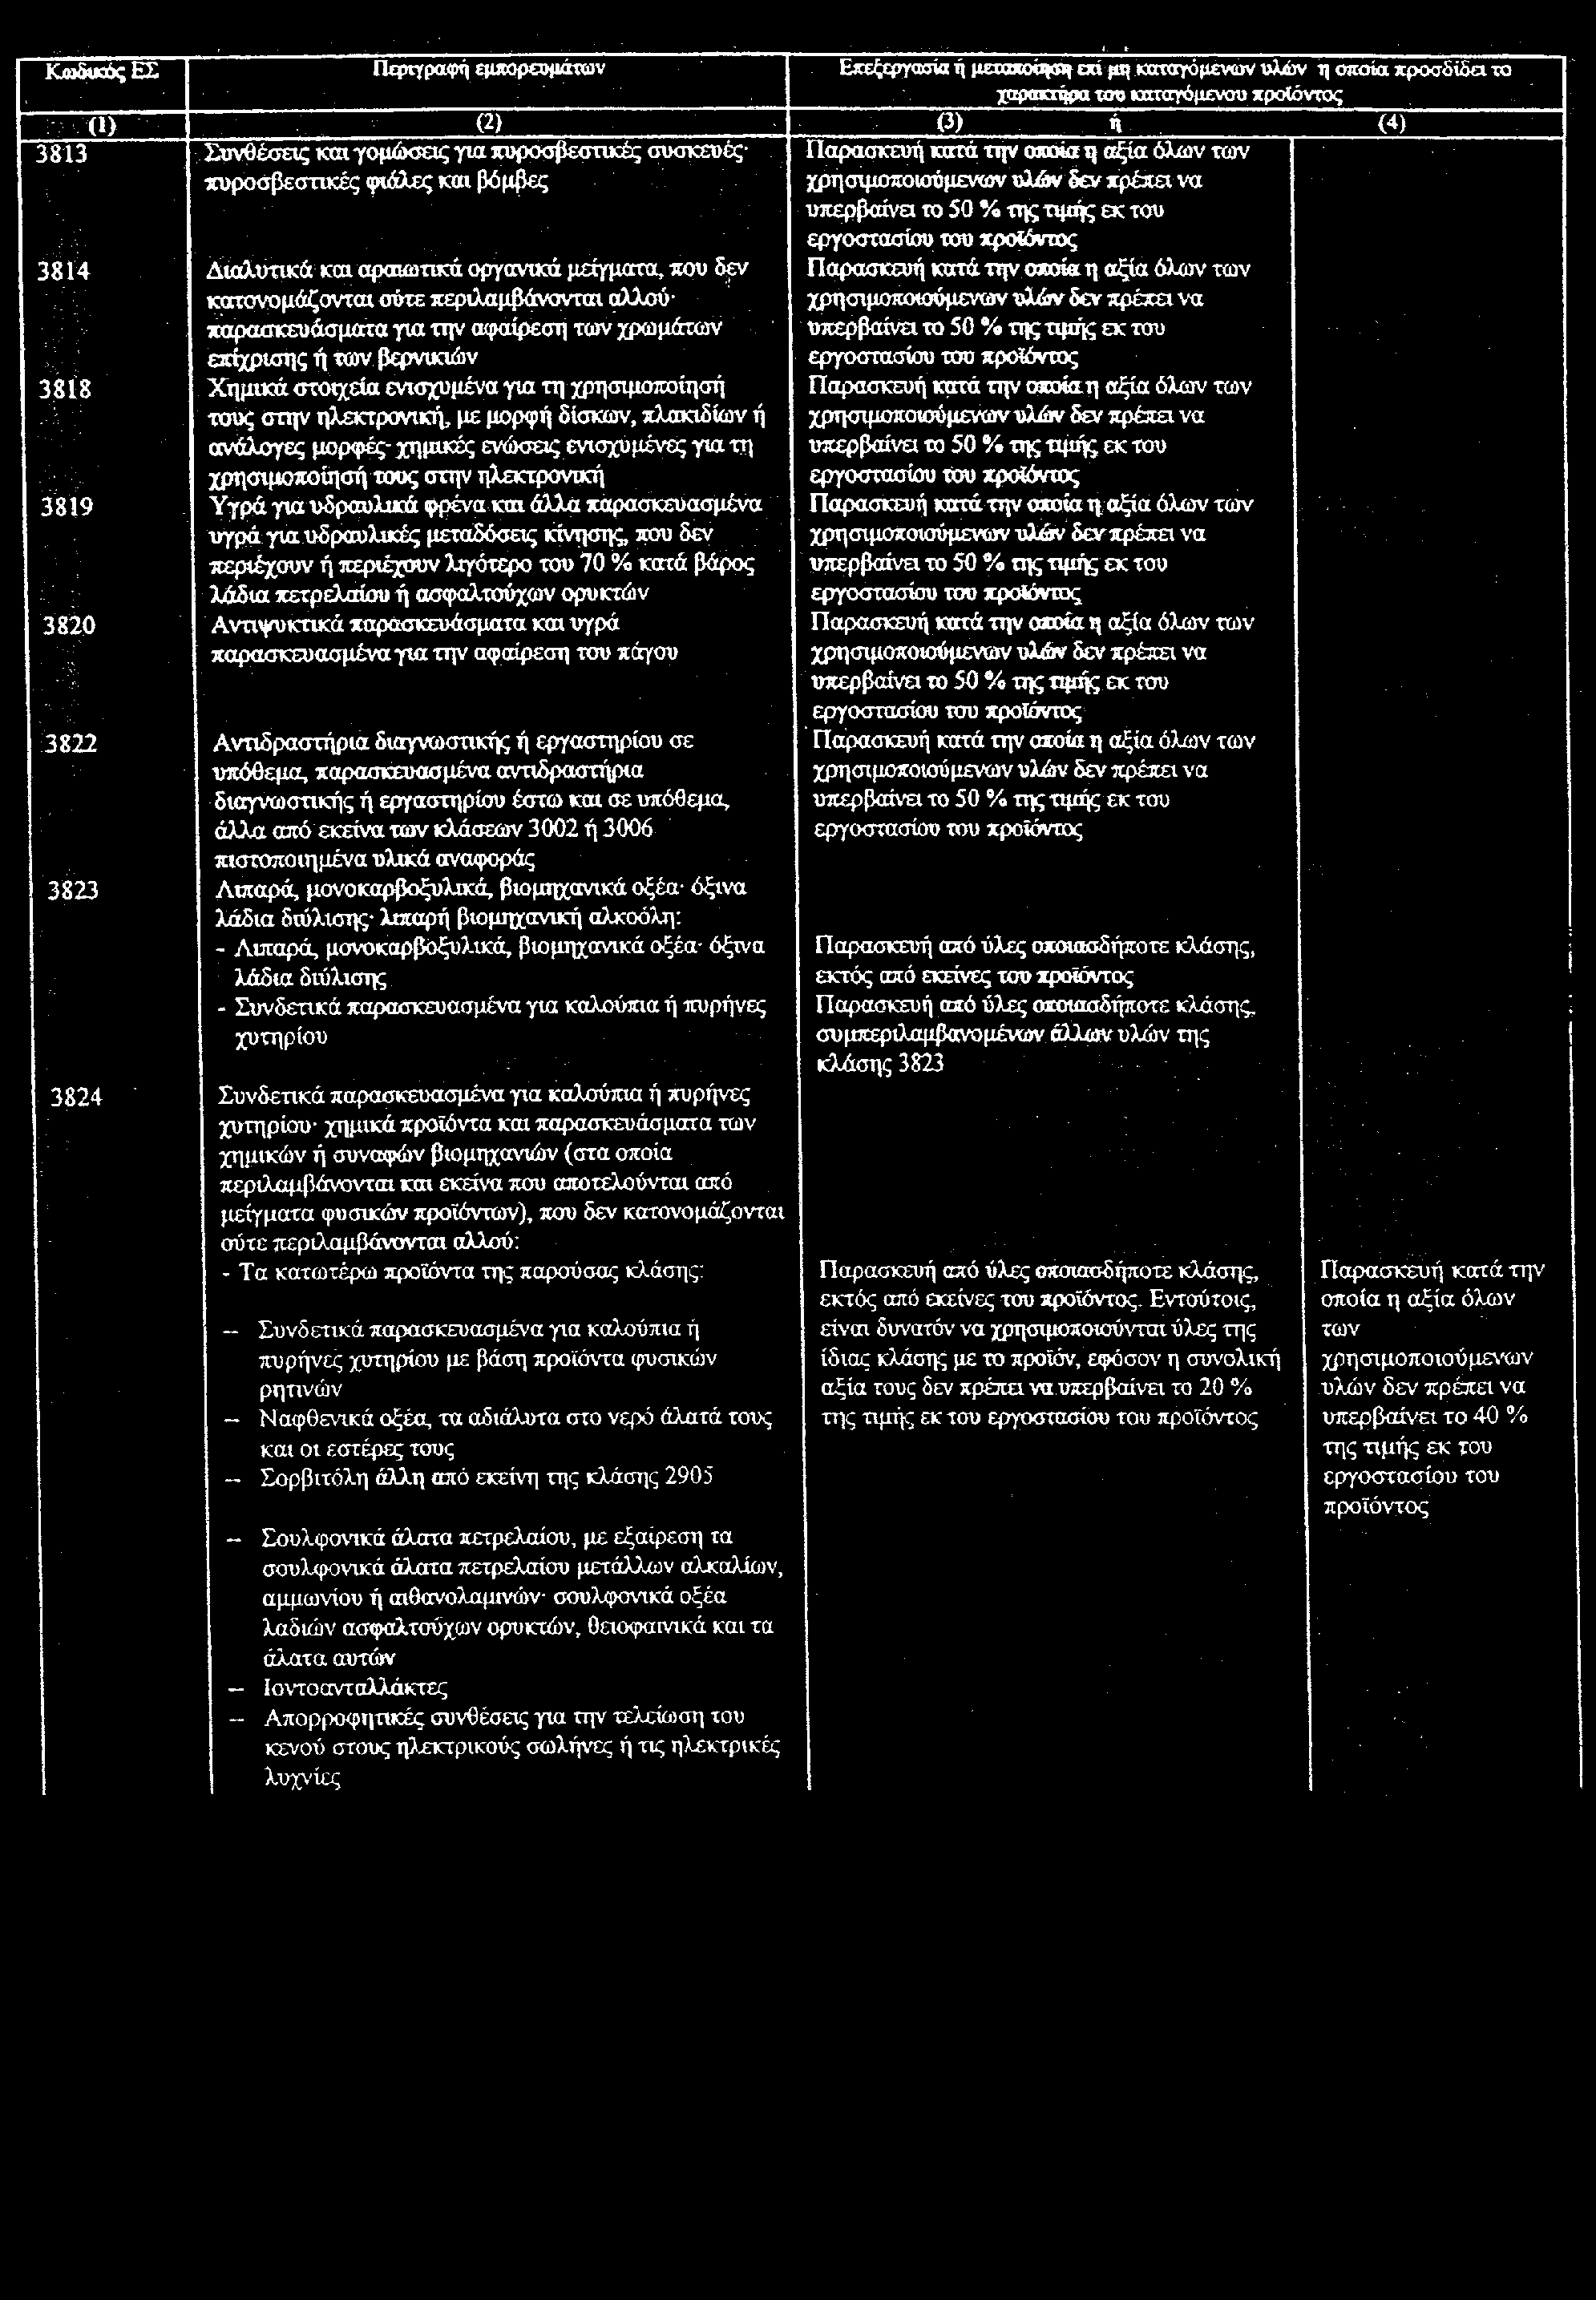 Κωδικός ΕΣ
Περιγραφή εμπορευμάτων
Επεξεργασία ή μεταποίηση επί μη καταγόμενων υλών η οποία προσδίδει το
χαρακτήρα του καταγόμενου προϊόντος
(1)
(2)
(3) ή (4)
3813
Συνθέσεις και γομώσεις για πυροσβεστικές συσκευές·
πυροσβεστικές φιάλες και βόμβες
Παρασκευή κατά την οποία η αξία όλων των
χρησιμοποιούμενων υλών δεν πρέπει να
υπερβαίνει το 50 % της τιμής εκ του
εργοστασίου του προϊόντος
3814
Διαλυτικά και αραιωτικά οργανικά μείγματα, που δεν
κατονομάζονται ούτε περιλαμβάνονται αλλού·
παρασκευάσματα για την αφαίρεση των χρωμάτων
επίχρισης ή των βερνικιών
Παρασκευή κατά την οποία η αξία όλων των
χρησιμοποιούμενων υλών δεν πρέπει να
υπερβαίνει το 50 % της τιμής εκ του
εργοστασίου του προϊόντος
3818
Χημικά στοιχεία ενισχυμένα για τη χρησιμοποίησή
τους στην ηλεκτρονική, με μορφή δίσκων, πλακιδίων ή
ανάλογες μορφές· χημικές ενώσεις ενισχυμένες για τη
χρησιμοποίησή τους στην ηλεκτρονική
Παρασκευή κατά την οποία η αξία όλων των
χρησιμοποιούμενων υλών δεν πρέπει να
υπερβαίνει το 50 % της τιμής εκ του
εργοστασίου του προϊόντος
3819
Υγρά για υδραυλικά φρένα και άλλα παρασκευασμένα
υγρά για υδραυλικές μεταδόσεις κίνησης, που δεν
περιέχουν ή περιέχουν λιγότερο του 70 % κατά βάρος
λάδια πετρελαίου ή ασφαλτούχων ορυκτών
Παρασκευή κατά την οποία η αξία όλων των
χρησιμοποιούμενων υλών δεν πρέπει να
υπερβαίνει το 50 % της τιμής εκ του
εργοστασίου του προϊόντος
3820
Αντιψυκτικά παρασκευάσματα και υγρά
παρασκευασμένα για την αφαίρεση του πάγου
Παρασκευή κατά την οποία η αξία όλων των
χρησιμοποιούμενων υλών δεν πρέπει να
υπερβαίνει το 50 % της τιμής εκ του
εργοστασίου του προϊόντος
3822
Αντιδραστήρια διαγνωστικής ή εργαστηρίου σε
υπόθεμα, παρασκευασμένα αντιδραστήρια
διαγνωστικής ή εργαστηρίου έστω και σε υπόθεμα,
άλλα από εκείνα των κλάσεων 3002 ή 3006
πιστοποιημένα υλικά αναφοράς
Παρασκευή κατά την οποία η αξία όλων των
χρησιμοποιούμενων υλών δεν πρέπει να
υπερβαίνει το 50 % της τιμής εκ του
εργοστασίου του προϊόντος
3823
Λιπαρά, μονοκαρβοξυλικά, βιομηχανικά οξέα· όξινα
λάδια διύλισης· λιπαρή βιομηχανική αλκοόλη:
- Λιπαρά, μονοκαρβοξυλικά, βιομηχανικά οξέα· όξινα
λάδια διύλισης
Παρασκευή από ύλες οποιασδήποτε κλάσης,
εκτός από εκείνες του προϊόντος
- Συνδετικά παρασκευασμένα για καλούπια ή πυρήνες
χυτηρίου
Παρασκευή από ύλες οποιασδήποτε κλάσης,
συμπεριλαμβανομένων άλλων υλών της
κλάσης 3823
3824
Συνδετικά παρασκευασμένα για καλούπια ή πυρήνες
χυτηρίου· χημικά προϊόντα και παρασκευάσματα των
χημικών ή συναφών βιομηχανιών (στα οποία
περιλαμβάνονται και εκείνα που αποτελούνται από
μείγματα φυσικών προϊόντων), που δεν κατονομάζονται
ούτε περιλαμβάνονται αλλού:
- Τα κατωτέρω προϊόντα της παρούσας κλάσης:
-- Συνδετικά παρασκευασμένα για καλούπια ή
πυρήνες χυτηρίου με βάση προϊόντα φυσικών
ρητινών
-- Ναφθενικά οξέα, τα αδιάλυτα στο νερό άλατά τους
και οι εστέρες τους
-- Σορβιτόλη άλλη από εκείνη της κλάσης 2905
-- Σουλφονικά άλατα πετρελαίου, με εξαίρεση τα
σουλφονικά άλατα πετρελαίου μετάλλων αλκαλίων,
αμμωνίου ή αιθανολαμινών· σουλφονικά οξέα
λαδιών ασφαλτούχων ορυκτών, θειοφαινικά και τα
άλατα αυτών
-- Ιοντοανταλλάκτες
-- Απορροφητικές συνθέσεις για την τελείωση του
κενού στους ηλεκτρικούς σωλήνες ή τις ηλεκτρικές
λυχνίες
Παρασκευή από ύλες οποιασδήποτε κλάσης,
εκτός από εκείνες του προϊόντος. Εντούτοις,
είναι δυνατόν να χρησιμοποιούνται ύλες της
ίδιας κλάσης με το προϊόν, εφόσον η συνολική
αξία τους δεν πρέπει να υπερβαίνει το 20 %
της τιμής εκ του εργοστασίου του προϊόντος
Παρασκευή κατά την
οποία η αξία όλων
των
χρησιμοποιούμενων
υλών δεν πρέπει να
υπερβαίνει το 40 %
της τιμής εκ του
εργοστασίου του
προϊόντος